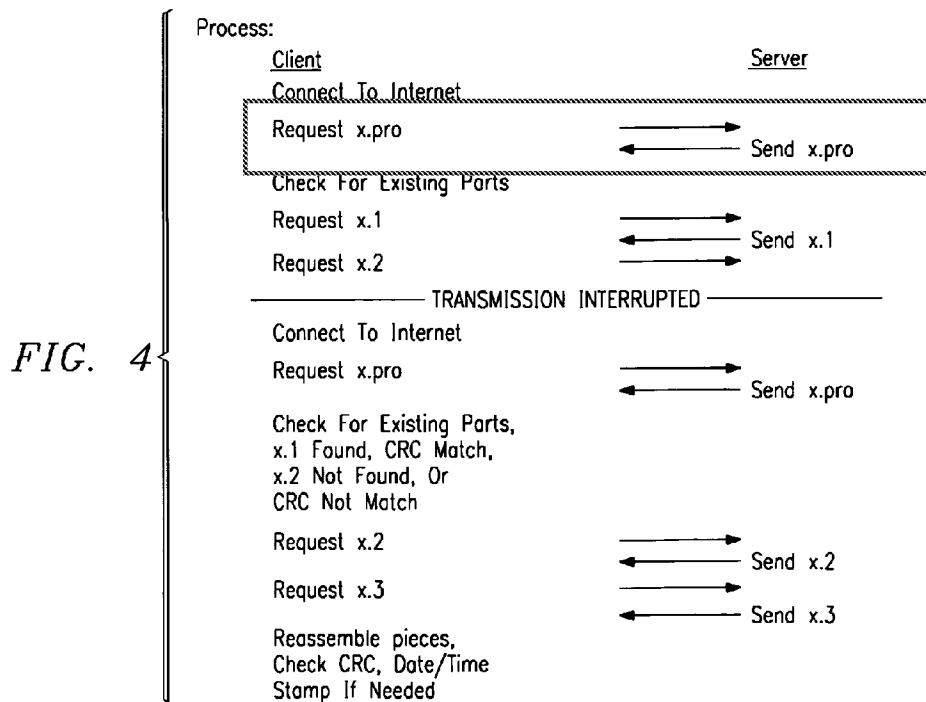 Process:
Client Server
Connect To Internet
Request x.pro
Send x.pro
Check For Existing Parts
Request x.1
Send x.1
Request x.2
TRANSMISSION INTERRUPTED
Connect To Internet
FIG. 4
Request x.pro
Send x.pro
Check For Existing Parts,
x.1 Found, CRC Match,
x.2 Not Found, Or
CRC Not Match
Request x.2
Send x.2
Request x.3
Send x.3
Reassemble pieces,
Check CRC, Date/Time
Stamp If Needed